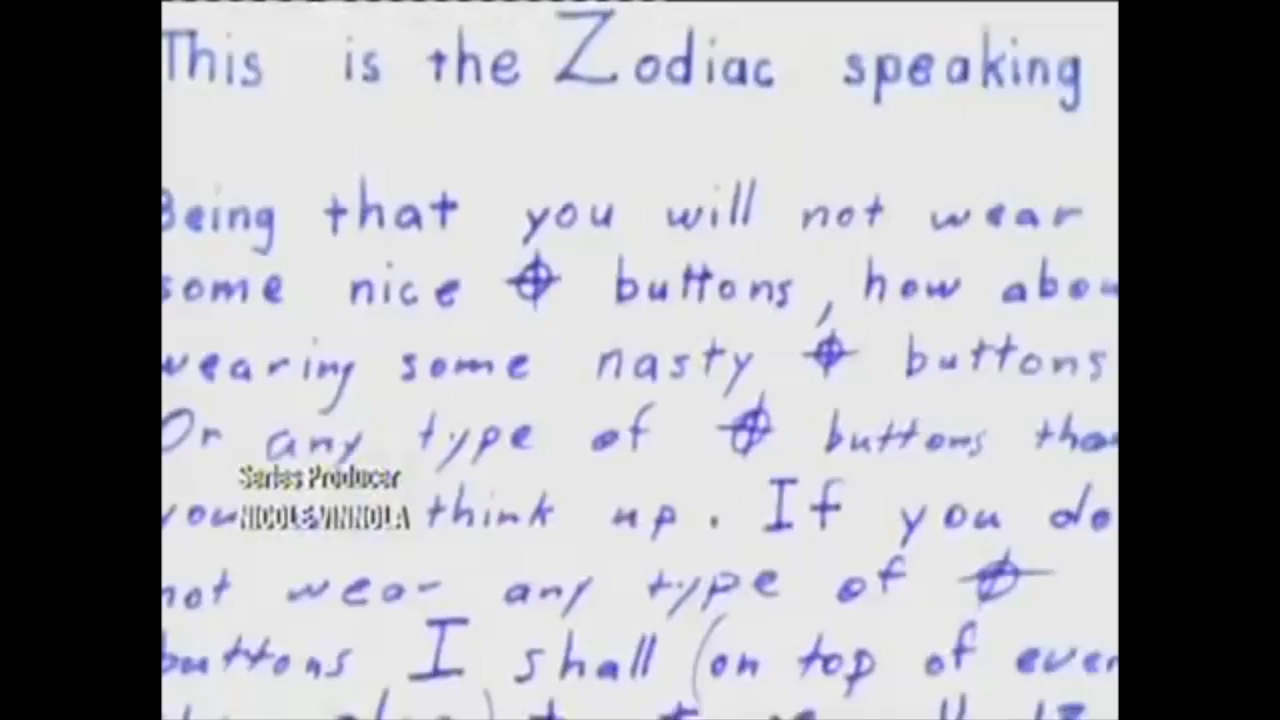 This is the Zodiac speaking
Being that you will not wear
some nice ⌖ buttons, how abou
wearing some nasty ⌖ buttons
Or any type of ⌖ buttons tha
Series Producer
you think up. If you do
NICOLE VINNOLA
not wear any type of ⌖
buttons I shall (on top of ever